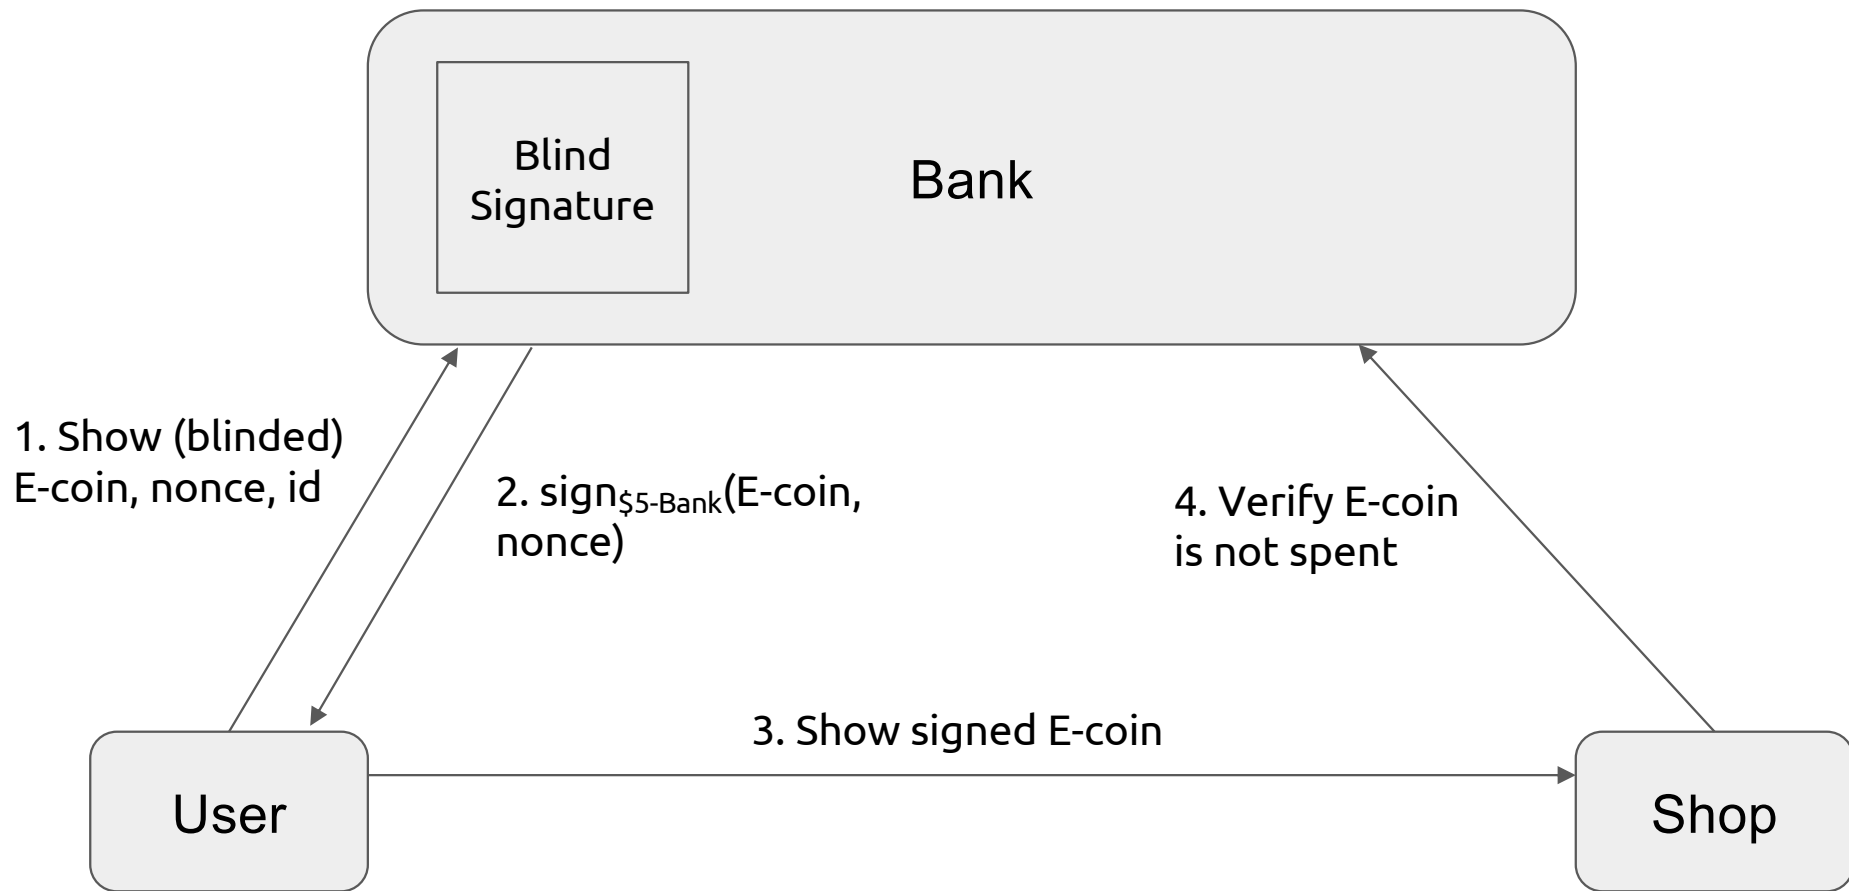 Blind
Signature
Bank
1. Show (blinded)
E-coin, nonce, id
2. sign$5-Bank(E-coin,
nonce)
4. Verify E-coin
is not spent
3. Show signed E-coin
User
Shop